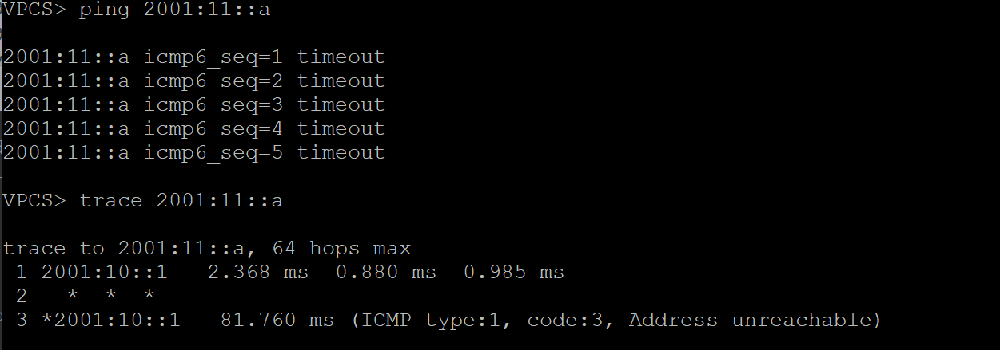 VPCS> ping 2001:11::a
2001:11::a icmp6_seq=1 timeout
2001:11::a icmp6_seq=2 timeout
2001:11::a icmp6_seq=3 timeout
2001:11::a icmp6_seq=4 timeout
2001:11::a icmp6_seq=5 timeout
VPCS> trace 2001:11::a
trace to 2001:11::a, 64 hops max
 1 2001:10::1   2.368 ms  0.880 ms  0.985 ms
 2   *  *  *
 3 *2001:10::1   81.760 ms (ICMP type:1, code:3, Address unreachable)